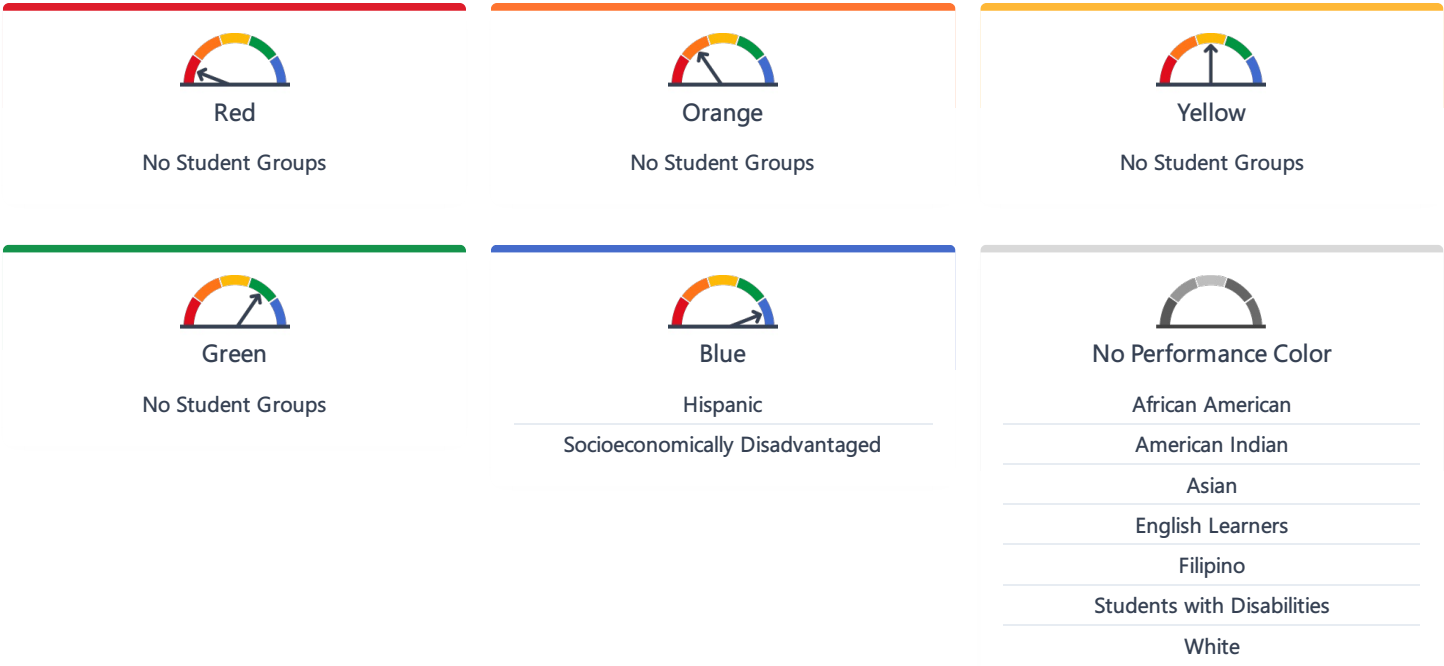 Red
No Student Groups
Orange
No Student Groups
Yellow
No Student Groups
Green
No Student Groups
Blue
Hispanic
Socioeconomically Disadvantaged
No Performance Color
African American
American Indian
Asian
English Learners
Filipino
Students with Disabilities
White